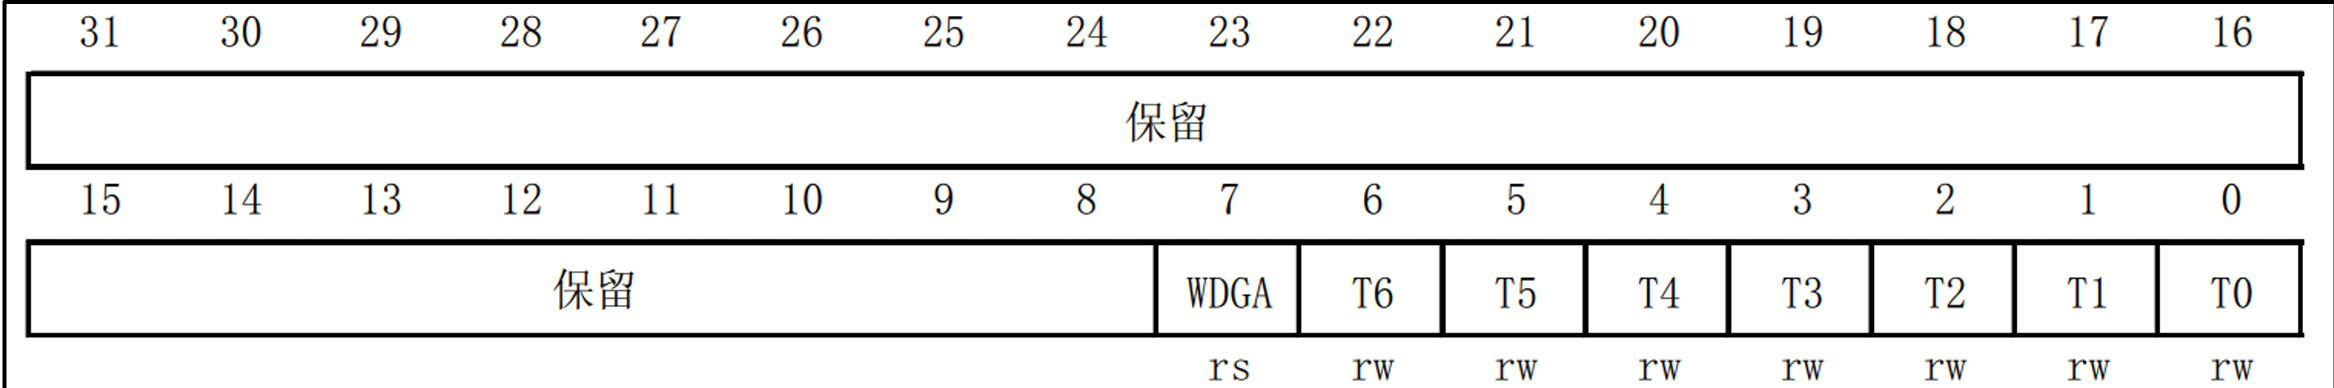 31 30 29 28 27 26 25 24 23 22 21 20 19 18 17 16
保留
15 14 13 12 11 10 9 8 7 6 5 4 3 2 1 0
保留 WDGA T6 T5 T4 T3 T2 T1 T0
rs rw rw rw rw rw rw rw